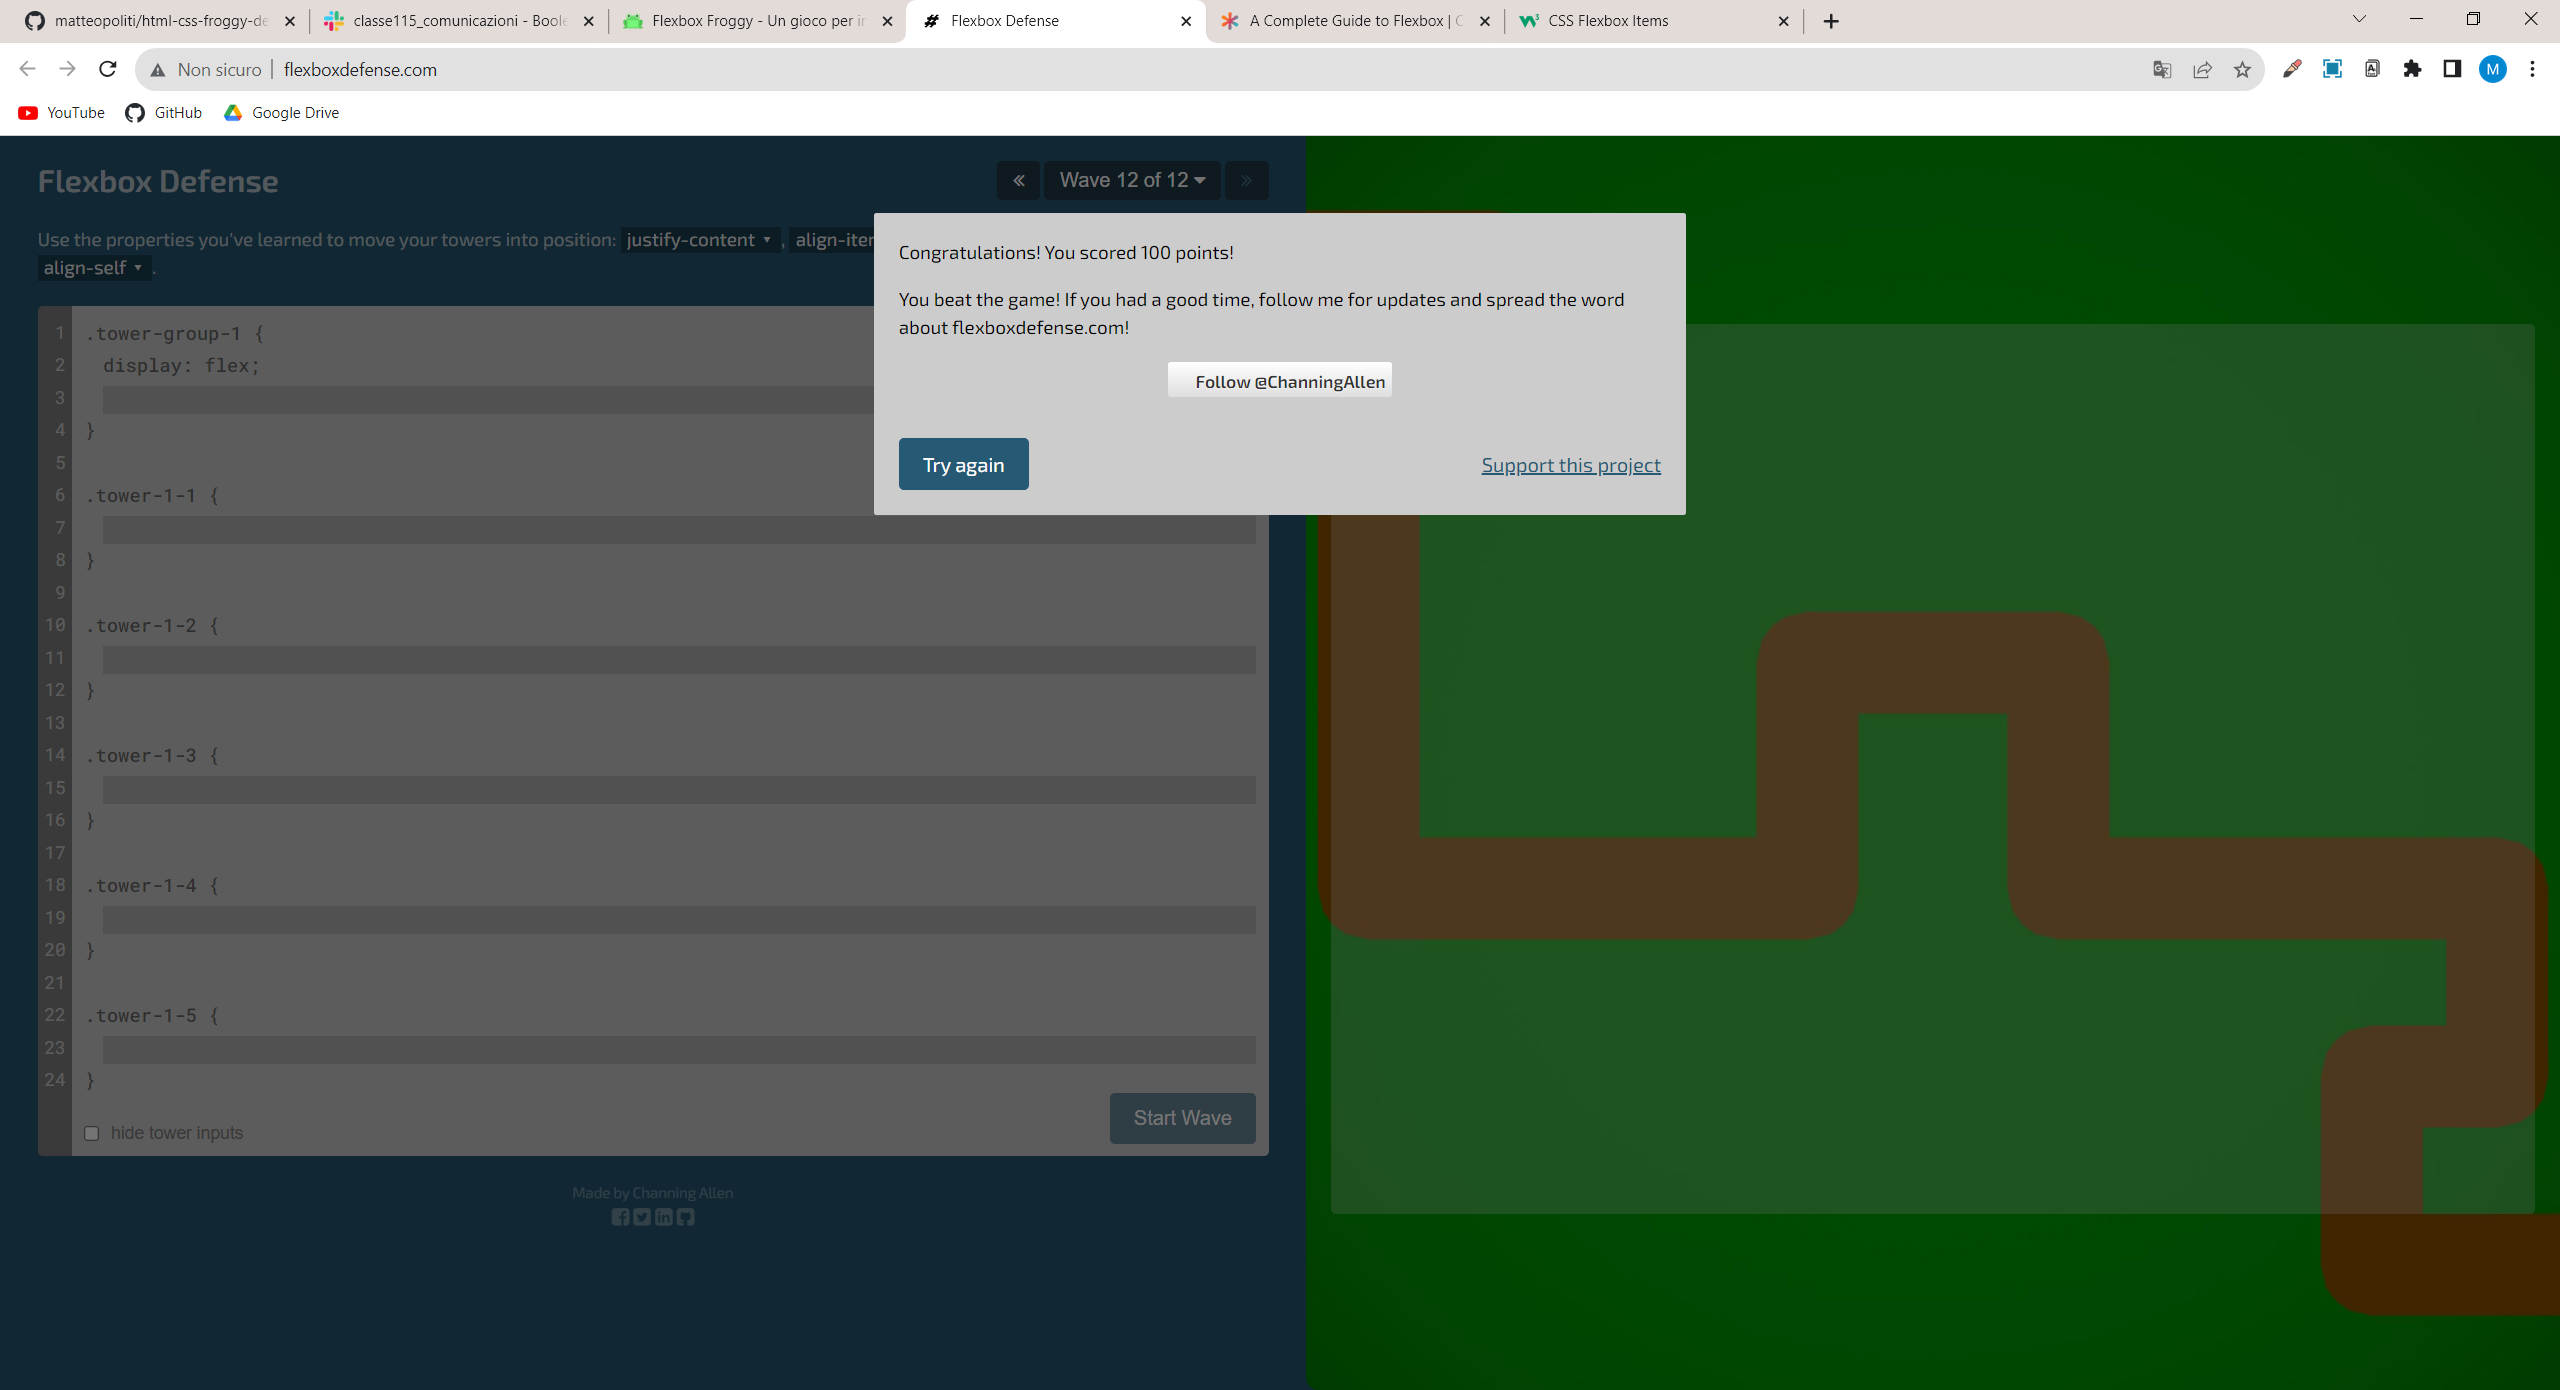 matteopoliti/html-css-froggy-de
classe115_comunicazioni - Boole
Flexbox Froggy - Un gioco per in
Flexbox Defense
A Complete Guide to Flexbox | C
CSS Flexbox Items
Non sicuro
flexboxdefense.com
M
YouTube
GitHub
Google Drive
Flexbox Defense
« Wave 12 of 12 »
Use the properties you've learned to move your towers into position: justify-content , align-iter
align-self .
Congratulations! You scored 100 points!
You beat the game! If you had a good time, follow me for updates and spread the word
about flexboxdefense.com!
Follow @ChanningAllen
Try again
Support this project
1 .tower-group-1 {
2 display: flex;
3
4 }
5
6 .tower-1-1 {
7
8 }
9
10 .tower-1-2 {
11
12 }
13
14 .tower-1-3 {
15
16 }
17
18 .tower-1-4 {
19
20 }
21
22 .tower-1-5 {
23
24 }
hide tower inputs
Start Wave
Made by Channing Allen